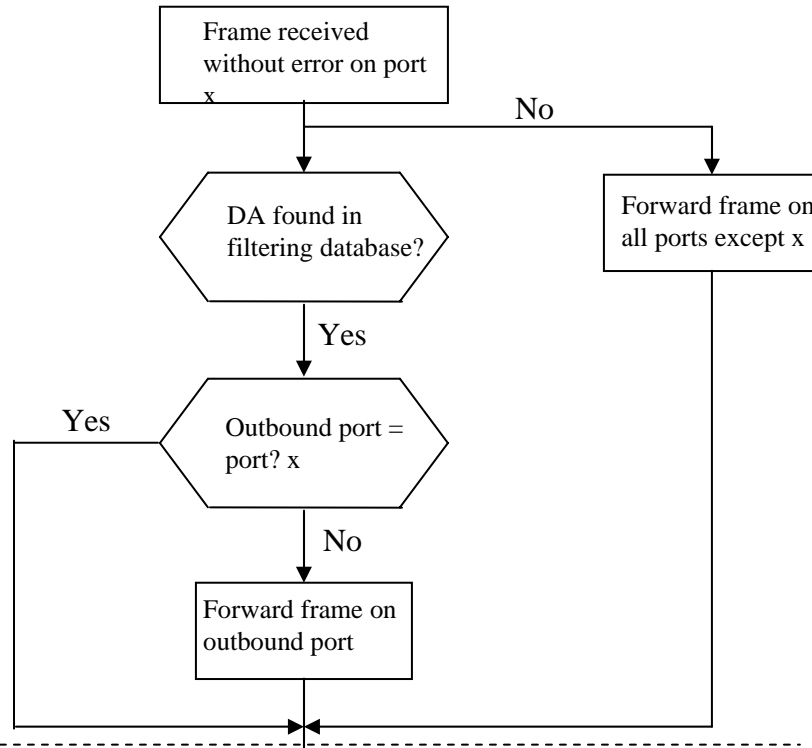 Frame received
without error on port
x
No
DA found in
filtering database?
Forward frame on
all ports except x
Yes
Yes
Outbound port =
port? x
No
Forward frame on
outbound port